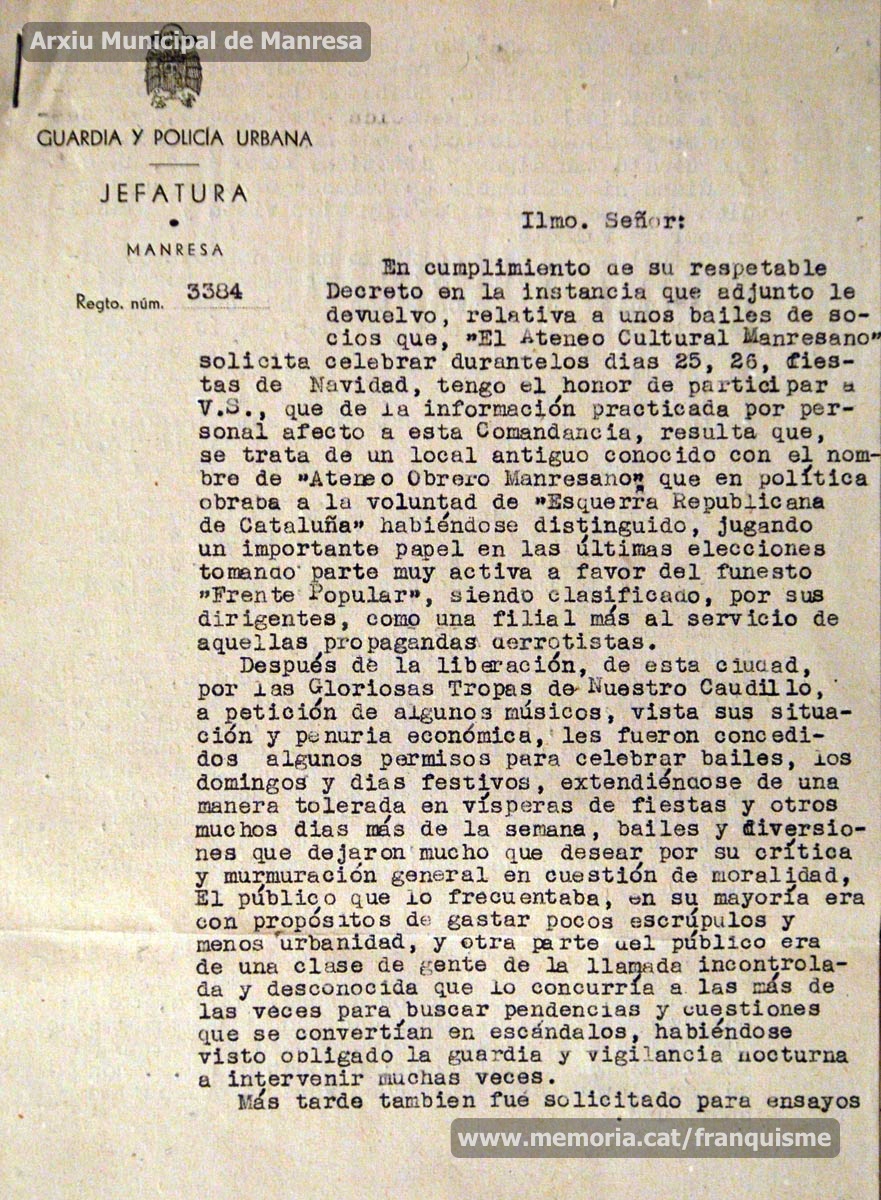 Arxiu Municipal de Manresa
GUARDIA Y POLICÍA URBANA
JEFATURA
MANRESA
Regto. núm. 3384
Ilmo. Señor:
En cumplimiento de su respetable
Decreto en la instancia que adjunto le
devuelvo, relativa a unos bailes de so-
cios que, "El Ateneo Cultural Manresano"
solicita celebrar durantelos dias 25, 26, fies-
tas de Navidad, tengo el honor de participar a
V.S., que de la información practicada por per-
sonal afecto a esta Comandancia, resulta que,
se trata de un local antiguo conocido con el nom-
bre de "Ateneo Obrero Manresano" que en política
obraba a la voluntad de "Esquerra Republicana
de Cataluña" habiéndose distinguido, jugando
un importante papel en las últimas elecciones
tomando parte muy activa a favor del funesto
"Frente Popular", siendo clasificado, por sus
dirigentes, como una filial más al servicio de
aquellas propagandas derrotistas.
Después de la liberación, de esta ciudad,
por las Gloriosas Tropas de Nuestro Caudillo,
a petición de algunos músicos, vista sus situa-
ción y penuria económica, les fueron concedi-
dos algunos permisos para celebrar bailes, los
domingos y dias festivos, extendiéndose de una
manera tolerada en vísperas de fiestas y otros
muchos dias más de la semana, bailes y diversio-
nes que dejaron mucho que desear por su crítica
y murmuración general en cuestión de moralidad,
El público que lo frecuentaba, en su mayoría era
con propósitos de gastar pocos escrúpulos y
menos urbanidad, y otra parte del público era
de una clase de gente de la llamada incontrola-
da y desconocida que lo concurría a las más de
las veces para buscar pendencias y cuestiones
que se convertían en escándalos, habiéndose
visto obligado la guardia y vigilancia nocturna
a intervenir muchas veces.
Más tarde tambien fué solicitado para ensayos
www.memoria.cat/franquisme